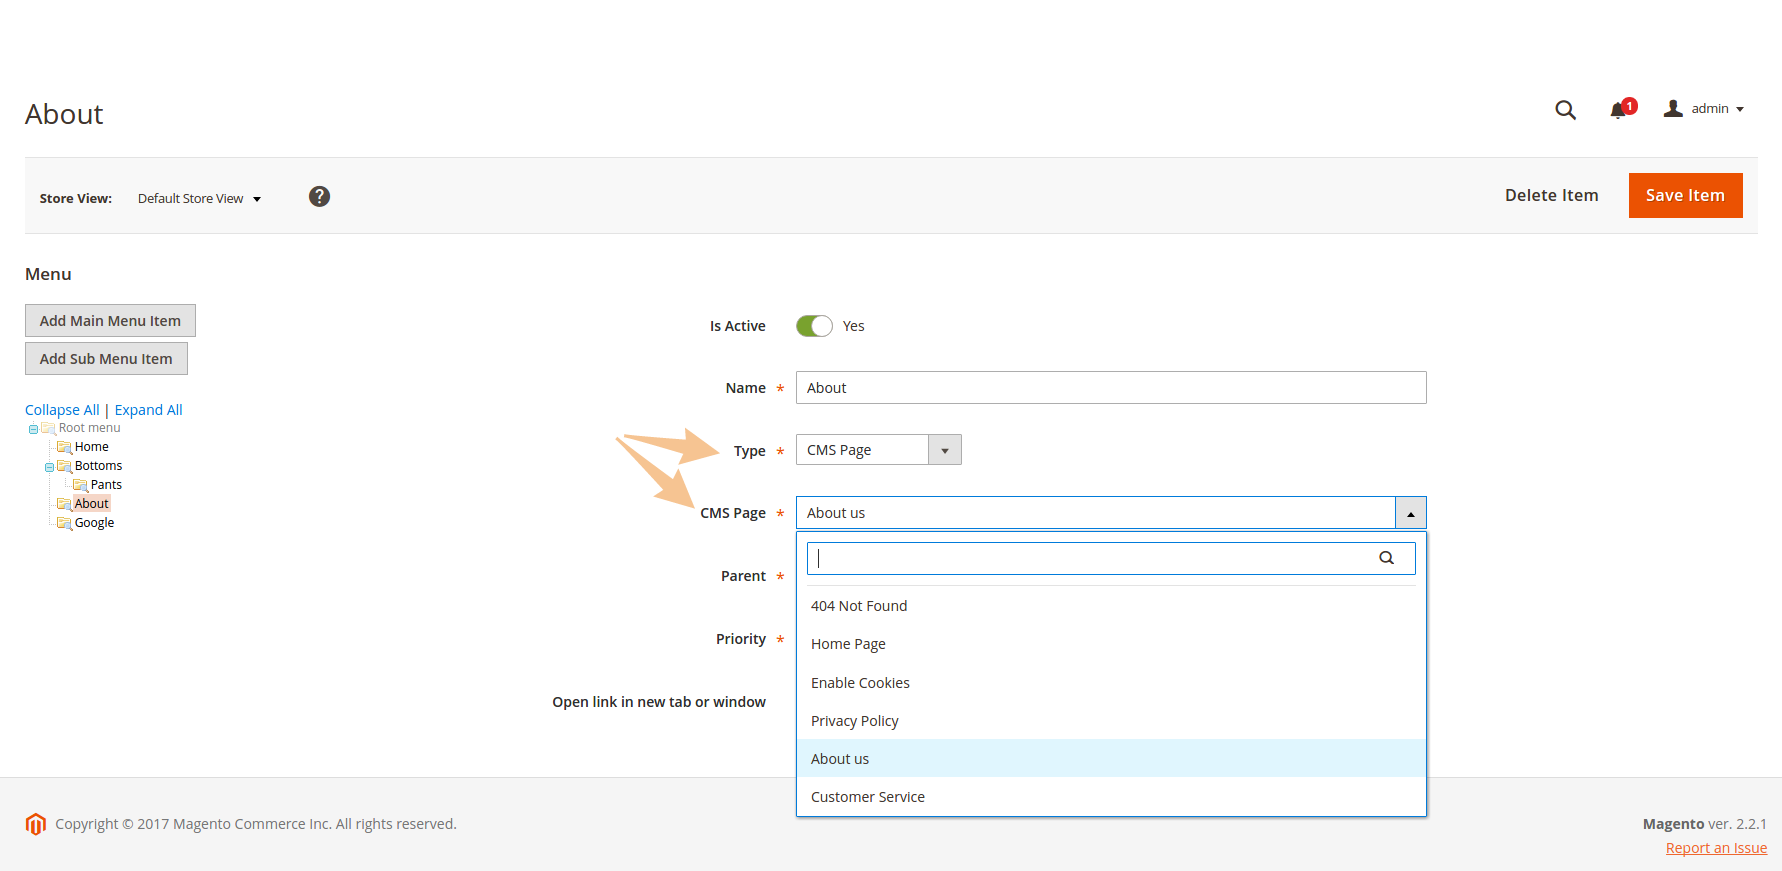 About
1
admin
Store View:
Default Store View
?
Delete Item
Save Item
Menu
Add Main Menu Item
Add Sub Menu Item
Collapse All | Expand All
Root menu
Home
Bottoms
Pants
About
Google
Is Active
Yes
Name *
About
Type *
CMS Page
CMS Page *
About us
Parent *
Priority *
Open link in new tab or window
404 Not Found
Home Page
Enable Cookies
Privacy Policy
About us
Customer Service
Copyright © 2017 Magento Commerce Inc. All rights reserved.
Magento ver. 2.2.1
Report an Issue